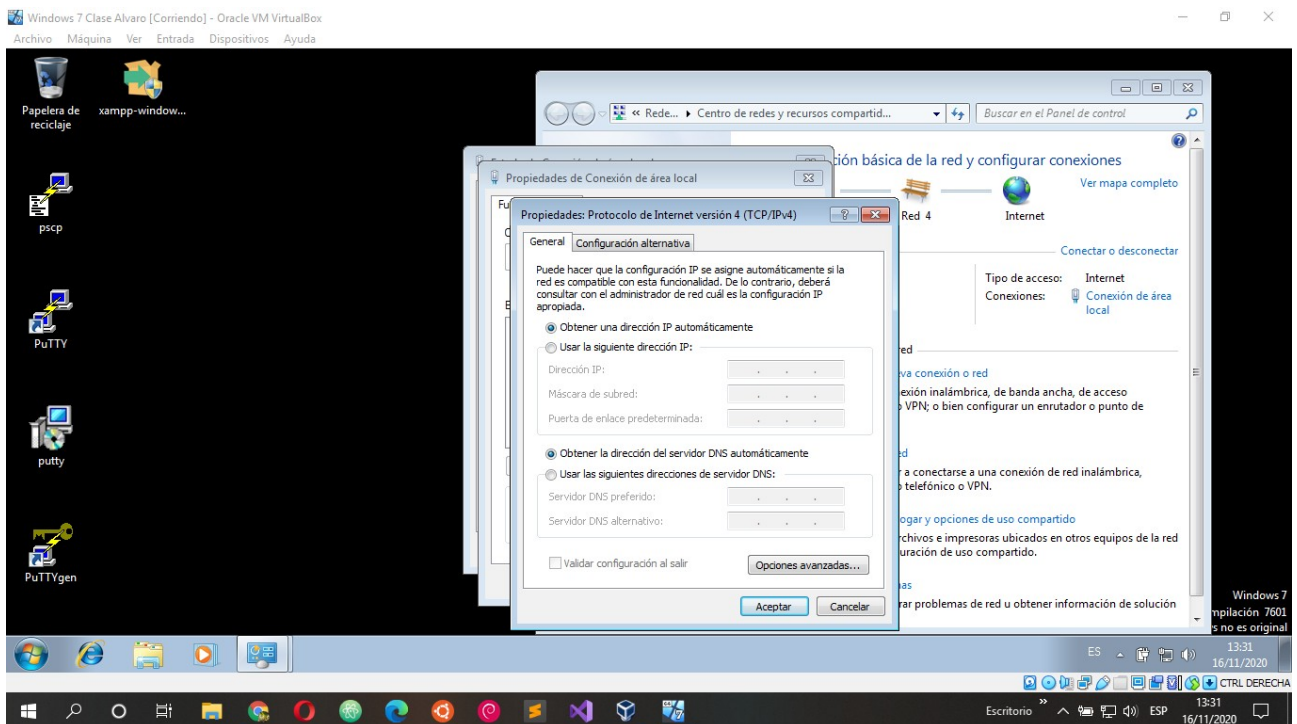 Windows 7 Clase Alvaro [Corriendo] - Oracle VM VirtualBox
Archivo Máquina Ver Entrada Dispositivos Ayuda
Papelera de
reciclaje
xampp-window...
pscp
PuTTY
putty
PuTTYgen
« Rede... ▸ Centro de redes y recursos compartid...
Buscar en el Panel de control
ción básica de la red y configurar conexiones
Ver mapa completo
Red 4
Internet
Conectar o desconectar
Tipo de acceso: Internet
Conexiones: Conexión de área
local
red
eva conexión o red
exión inalámbrica, de banda ancha, de acceso
o VPN; o bien configurar un enrutador o punto de
ed
r a conectarse a una conexión de red inalámbrica,
o telefónico o VPN.
ogar y opciones de uso compartido
rchivos e impresoras ubicados en otros equipos de la red
uración de uso compartido.
as
rar problemas de red u obtener información de solución
Propiedades de Conexión de área local
Fu
Propiedades: Protocolo de Internet versión 4 (TCP/IPv4)
General Configuración alternativa
Puede hacer que la configuración IP se asigne automáticamente si la
red es compatible con esta funcionalidad. De lo contrario, deberá
consultar con el administrador de red cuál es la configuración IP
apropiada.
Obtener una dirección IP automáticamente
Usar la siguiente dirección IP:
Dirección IP:
Máscara de subred:
Puerta de enlace predeterminada:
Obtener la dirección del servidor DNS automáticamente
Usar las siguientes direcciones de servidor DNS:
Servidor DNS preferido:
Servidor DNS alternativo:
Validar configuración al salir
Opciones avanzadas...
Aceptar Cancelar
Windows 7
mpilación 7601
s no es original
ES
13:31
16/11/2020
CTRL DERECHA
Escritorio
ESP
13:31
16/11/2020